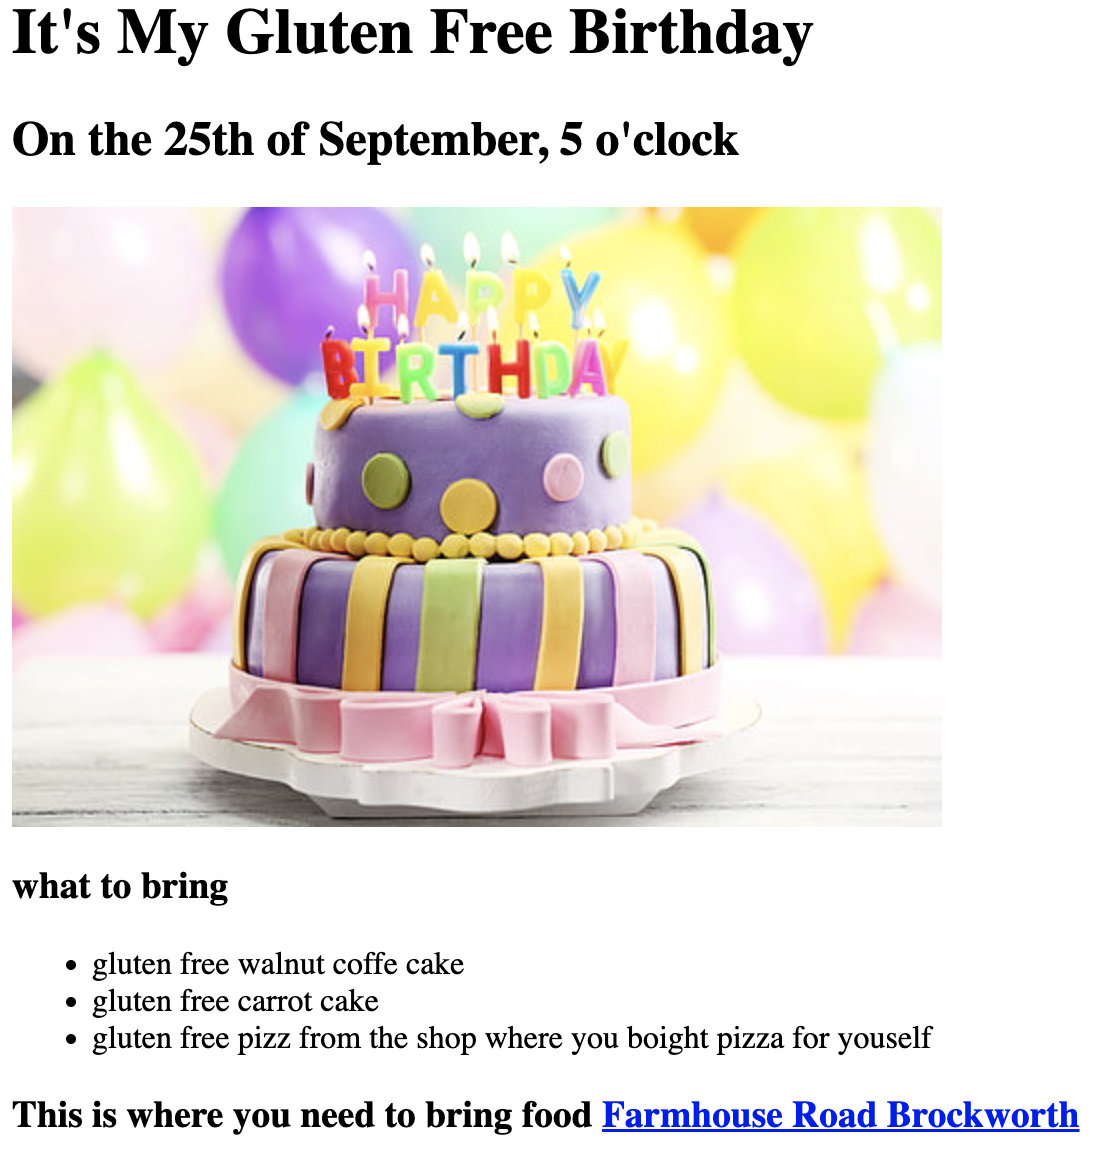 It's My Gluten Free Birthday
On the 25th of September, 5 o'clock
HAPPY
BIRTHDAY
what to bring
gluten free walnut coffe cake
gluten free carrot cake
gluten free pizz from the shop where you boight pizza for youself
This is where you need to bring food Farmhouse Road Brockworth